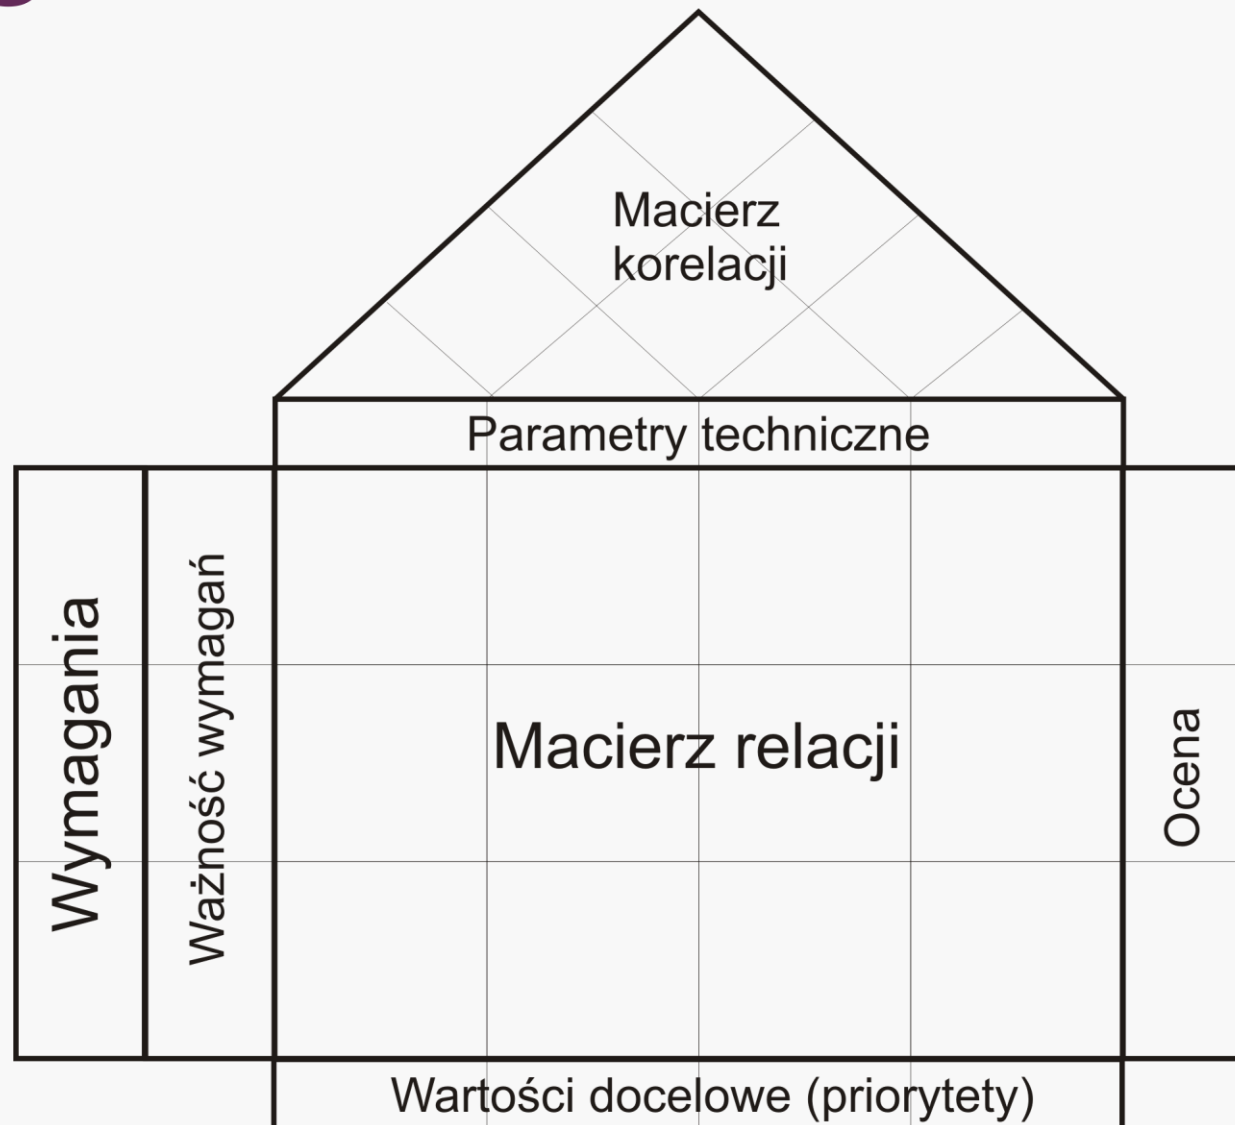 Macierz
korelacji
Parametry techniczne
Wymagania
Ważność wymagań
Macierz relacji
Ocena
Wartości docelowe (priorytety)